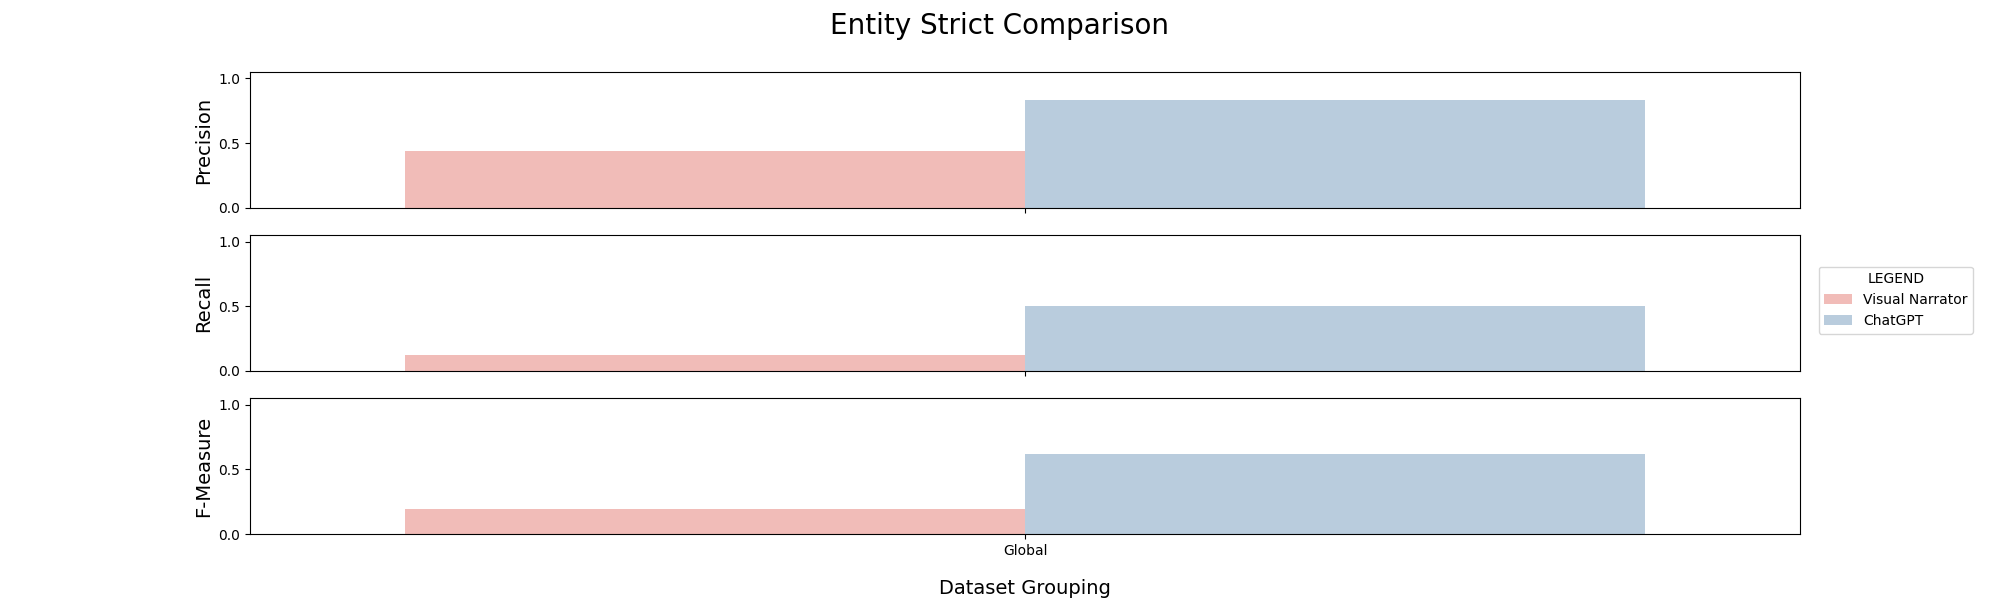 Entity Strict Comparison
1.0
0.5
0.0
Precision
1.0
0.5
0.0
Recall
1.0
0.5
0.0
F-Measure
Global
Dataset Grouping
LEGEND
Visual Narrator
ChatGPT